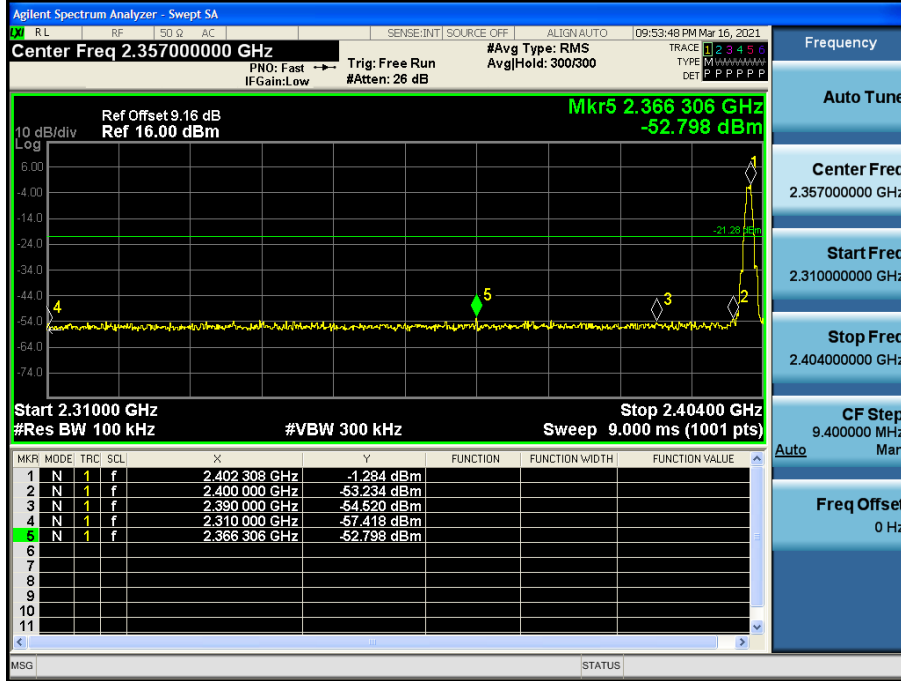 Agilent Spectrum Analyzer - Swept SA
LXI RL RF 50 Ω AC SENSE:INT SOURCE OFF ALIGN AUTO 09:53:48 PM Mar 16, 2021
Center Freq 2.357000000 GHz
PNO: Fast
IFGain:Low
Trig: Free Run
#Atten: 26 dB
#Avg Type: RMS
Avg|Hold: 300/300
TRACE 1 2 3 4 5 6
TYPE M WWWWW
DET P P P P P P
Mkr5 2.366 306 GHz
-52.798 dBm
Ref Offset 9.16 dB
10 dB/div Ref 16.00 dBm
Log
6.00
-4.00
-14.0
-24.0
-34.0
-44.0
-54.0
-64.0
-74.0
-21.28 dBm
1
2
3
4
5
Start 2.31000 GHz Stop 2.40400 GHz
#Res BW 100 kHz #VBW 300 kHz Sweep 9.000 ms (1001 pts)
MKR MODE TRC SCL X Y FUNCTION FUNCTION WIDTH FUNCTION VALUE
1 N 1 f 2.402 308 GHz -1.284 dBm
2 N 1 f 2.400 000 GHz -53.234 dBm
3 N 1 f 2.390 000 GHz -54.520 dBm
4 N 1 f 2.310 000 GHz -57.418 dBm
5 N 1 f 2.366 306 GHz -52.798 dBm
6
7
8
9
10
11
MSG STATUS
Frequency
Auto Tune
Center Freq
2.357000000 GHz
Start Freq
2.310000000 GHz
Stop Freq
2.404000000 GHz
CF Step
9.400000 MHz
Auto Man
Freq Offset
0 Hz